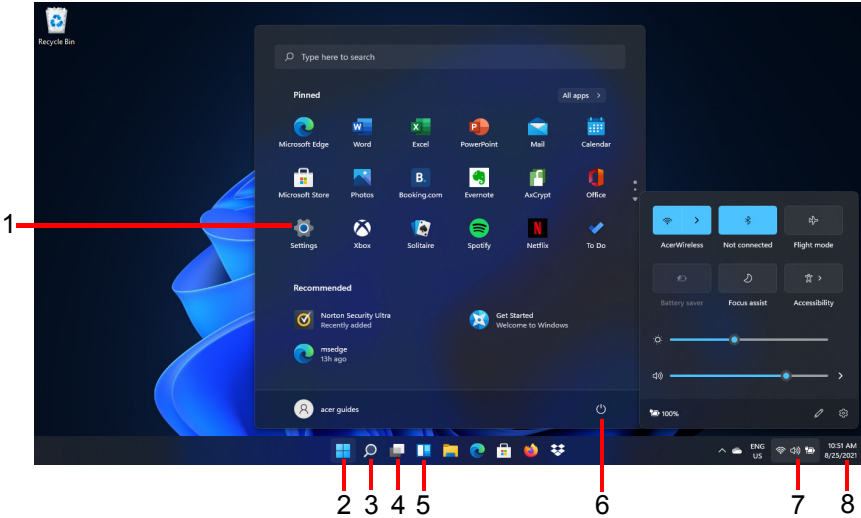 Recycle Bin
Type here to search
Pinned
All apps >
Microsoft Edge
Word
Excel
PowerPoint
Mail
Calendar
Microsoft Store
Photos
Booking.com
Evernote
AxCrypt
Office
1
Settings
Xbox
Solitaire
Spotify
Netflix
To Do
Recommended
Norton Security Ultra
Recently added
Get Started
Welcome to Windows
msedge
13h ago
acer guides
AcerWireless
Not connected
Flight mode
Battery saver
Focus assist
Accessibility
100%
ENG
US
10:51 AM
8/25/2021
2 3 4 5 6 7 8